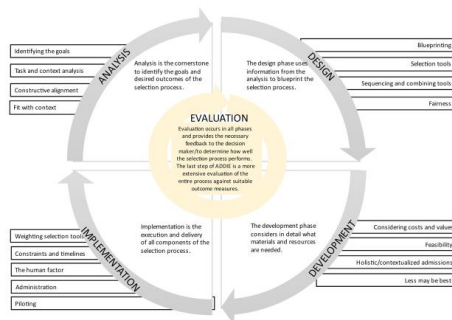 ANALYSIS
Identifying the goals
Task and context analysis
Constructive alignment
Fit with context
Analysis is the cornerstone
to identify the goals and
desired outcomes of the
selection process.
DESIGN
Blueprinting
Selection tools
Sequencing and combining tools
Fairness
The design phase uses
information from the
analysis to blueprint the
selection process.
EVALUATION
Evaluation occurs in all phases
and provides the necessary
feedback to the decision
maker/to determine how well
the selection process performs.
The last step of ADDIE is a more
extensive evaluation of the
entire process against suitable
outcome measures.
IMPLEMENTATION
Weighting selection tools
Constraints and timelines
The human factor
Administration
Piloting
Implementation is the
execution and delivery
of all components of the
selection process.
The development phase
considers in detail what
materials and resources
are needed.
DEVELOPMENT
Considering costs and values
Feasibility
Holistic/contextualized admissions
Less may be best